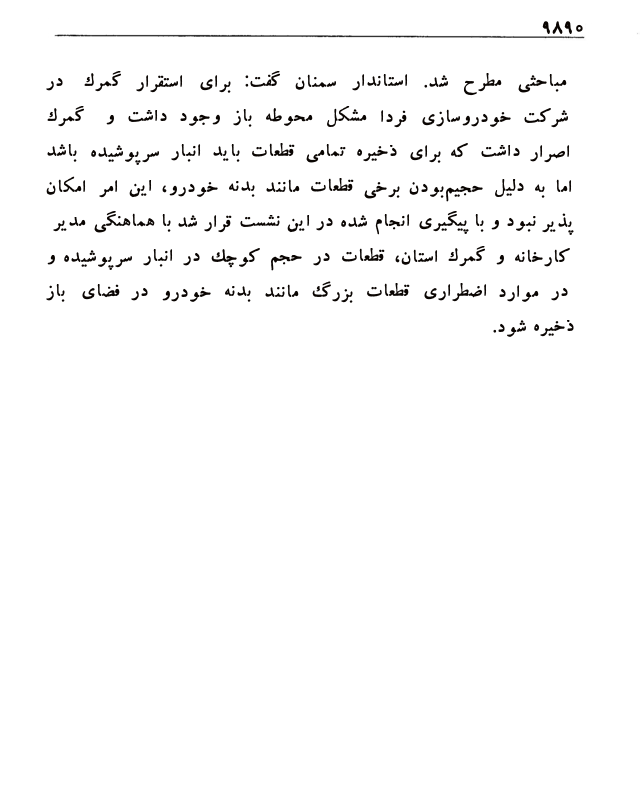 ۹۸۹۰
مباحثی مطرح شد. استاندار سمنان گفت: برای استقرار گمرك در
شرکت خودروسازی فردا مشکل محوطه باز وجود داشت و گمرك
اصرار داشت که برای ذخیره تمامی قطعات باید انبار سرپوشیده باشد
اما به دلیل حجیم‌بودن برخی قطعات مانند بدنه خودرو، این امر امکان
پذیر نبود و با پیگیری انجام شده در این نشست قرار شد با هماهنگی مدیر
کارخانه و گمرك استان، قطعات در حجم کوچك در انبار سرپوشیده و
در موارد اضطراری قطعات بزرگ مانند بدنه خودرو در فضای باز
ذخیره شود.